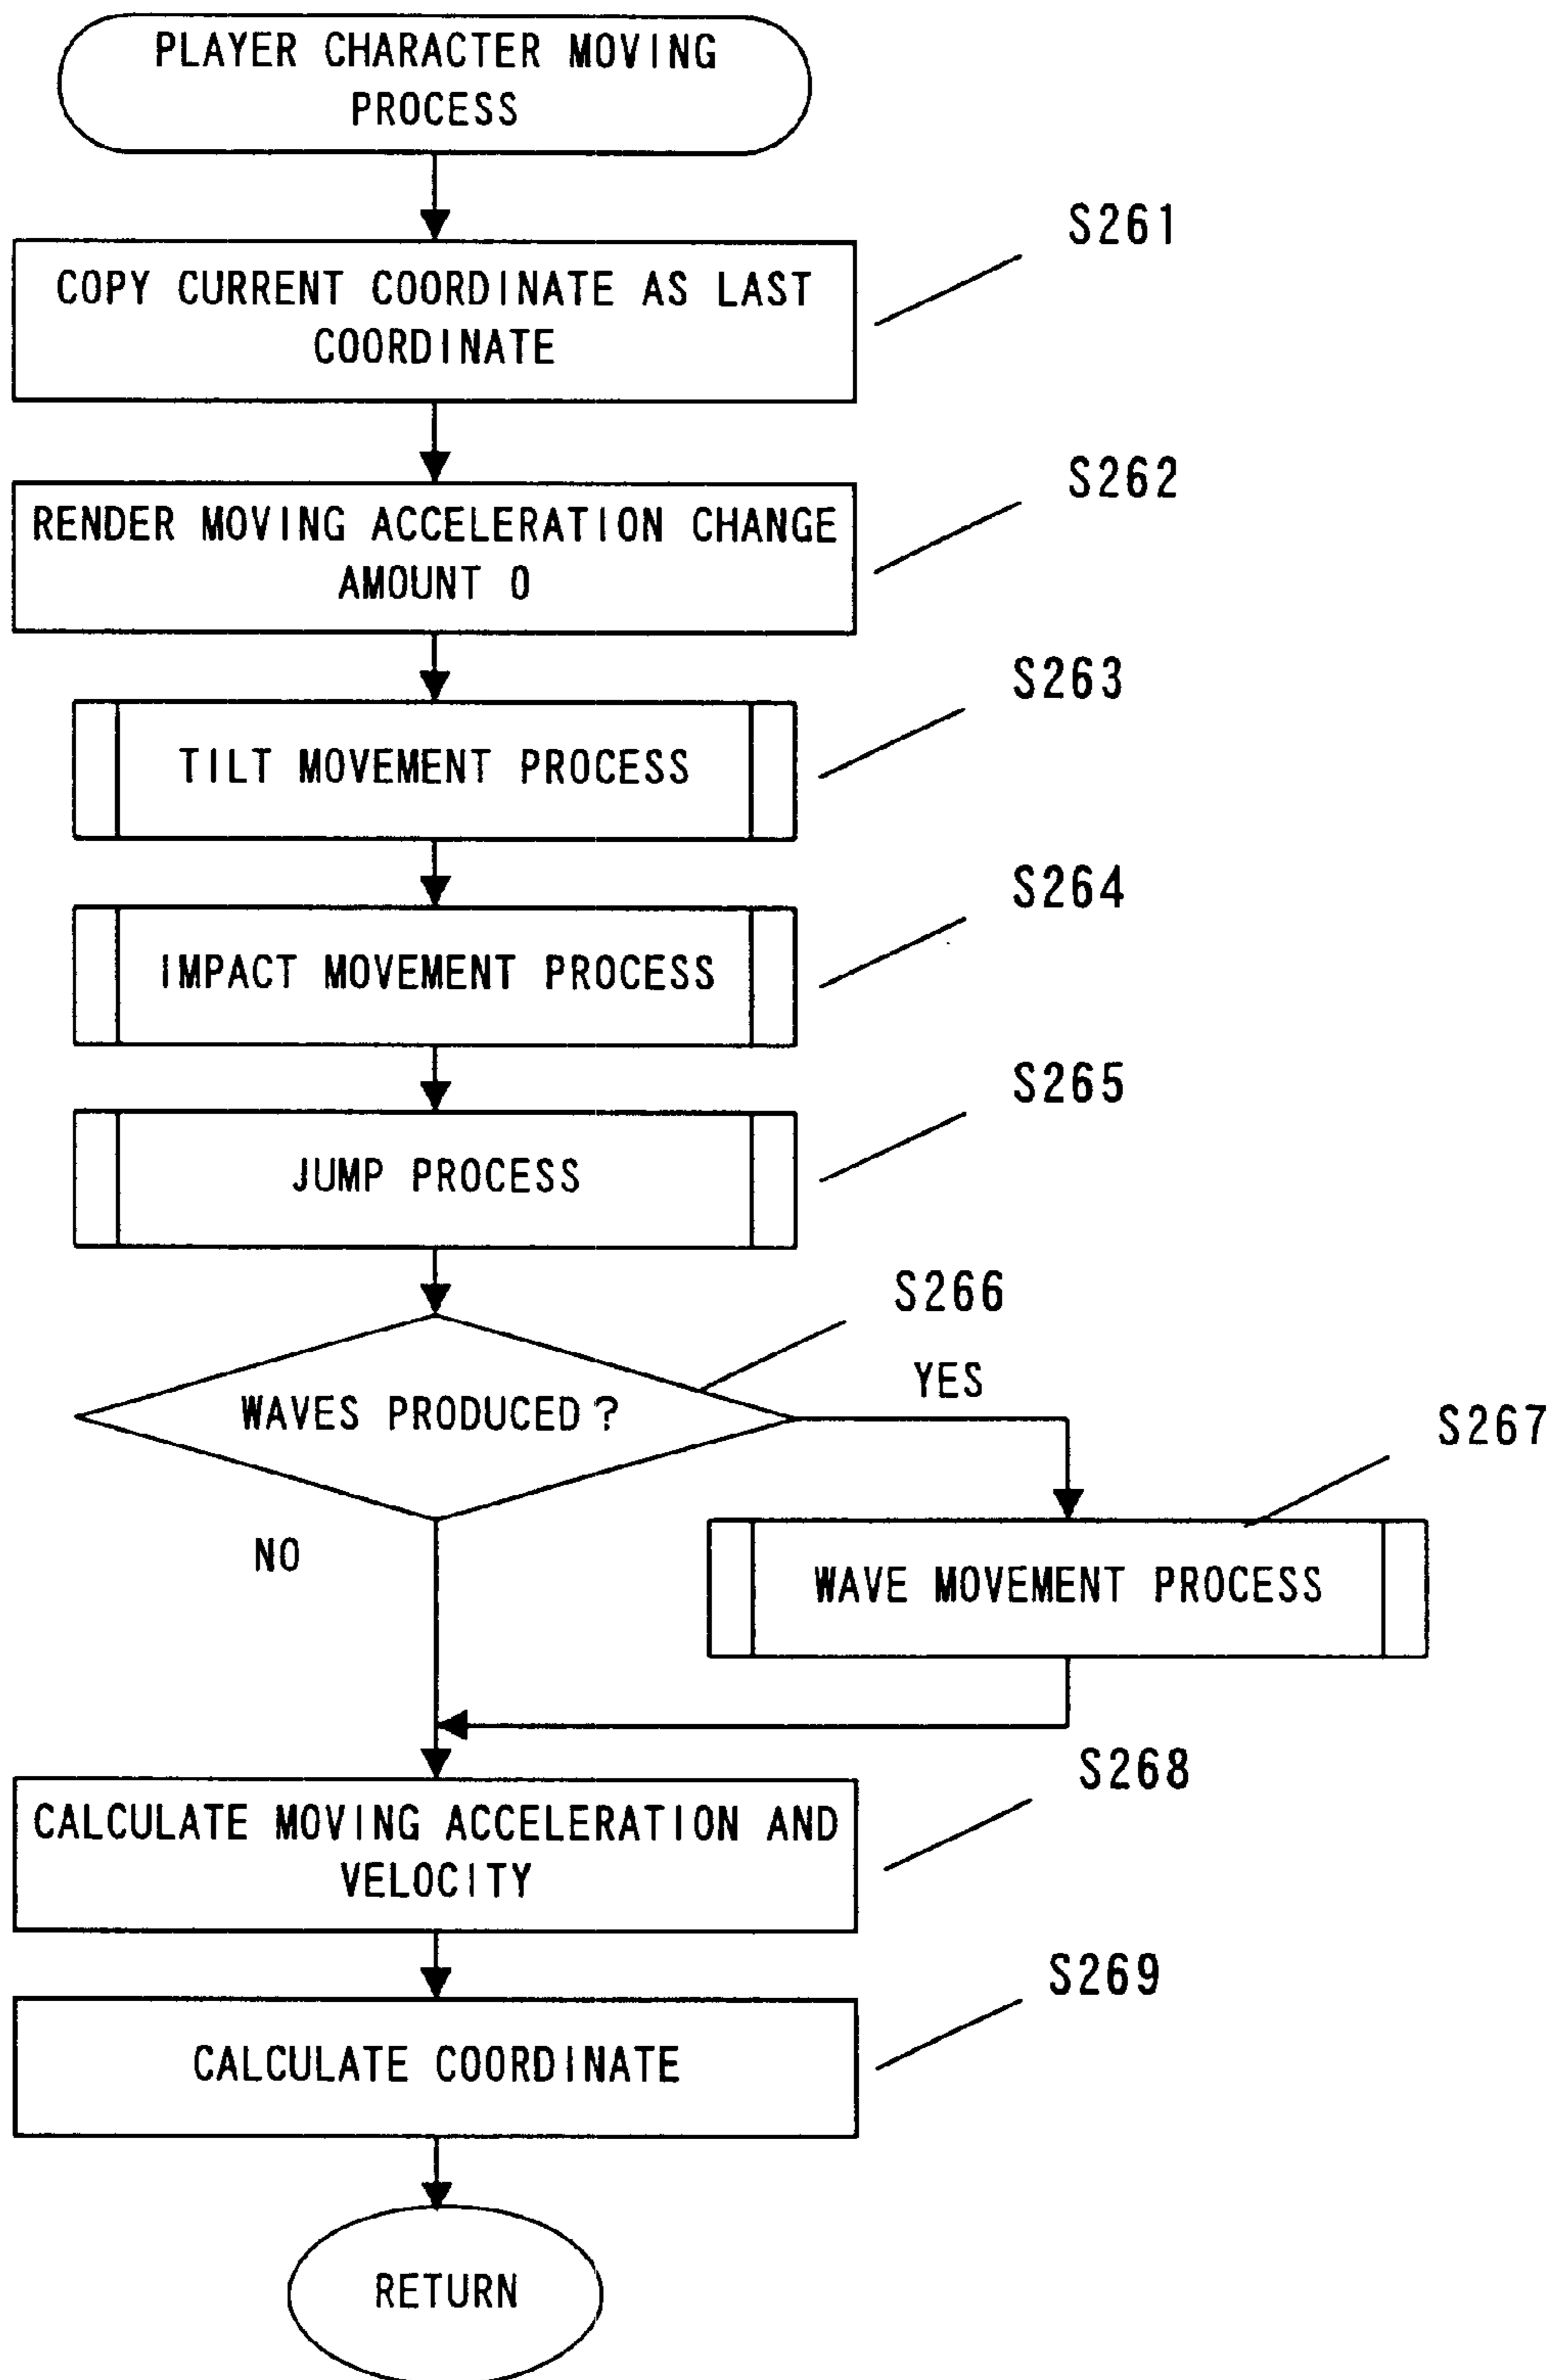 PLAYER CHARACTER MOVING
PROCESS
S261
COPY CURRENT COORDINATE AS LAST
COORDINATE
S262
RENDER MOVING ACCELERATION CHANGE
AMOUNT 0
S263
TILT MOVEMENT PROCESS
S264
IMPACT MOVEMENT PROCESS
S265
JUMP PROCESS
S266
WAVES PRODUCED?
YES
S267
NO
WAVE MOVEMENT PROCESS
S268
CALCULATE MOVING ACCELERATION AND
VELOCITY
S269
CALCULATE COORDINATE
RETURN